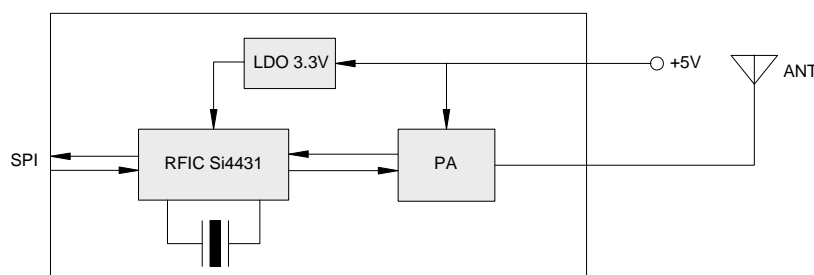 LDO 3.3V
+5V
ANT
SPI
RFIC Si4431
PA